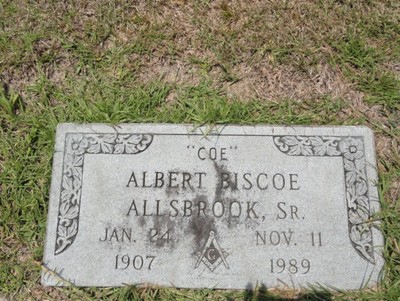 "COE"
ALBERT BISCOE
ALLSBROOK, SR.
JAN. 24 NOV. 11
1907 1989